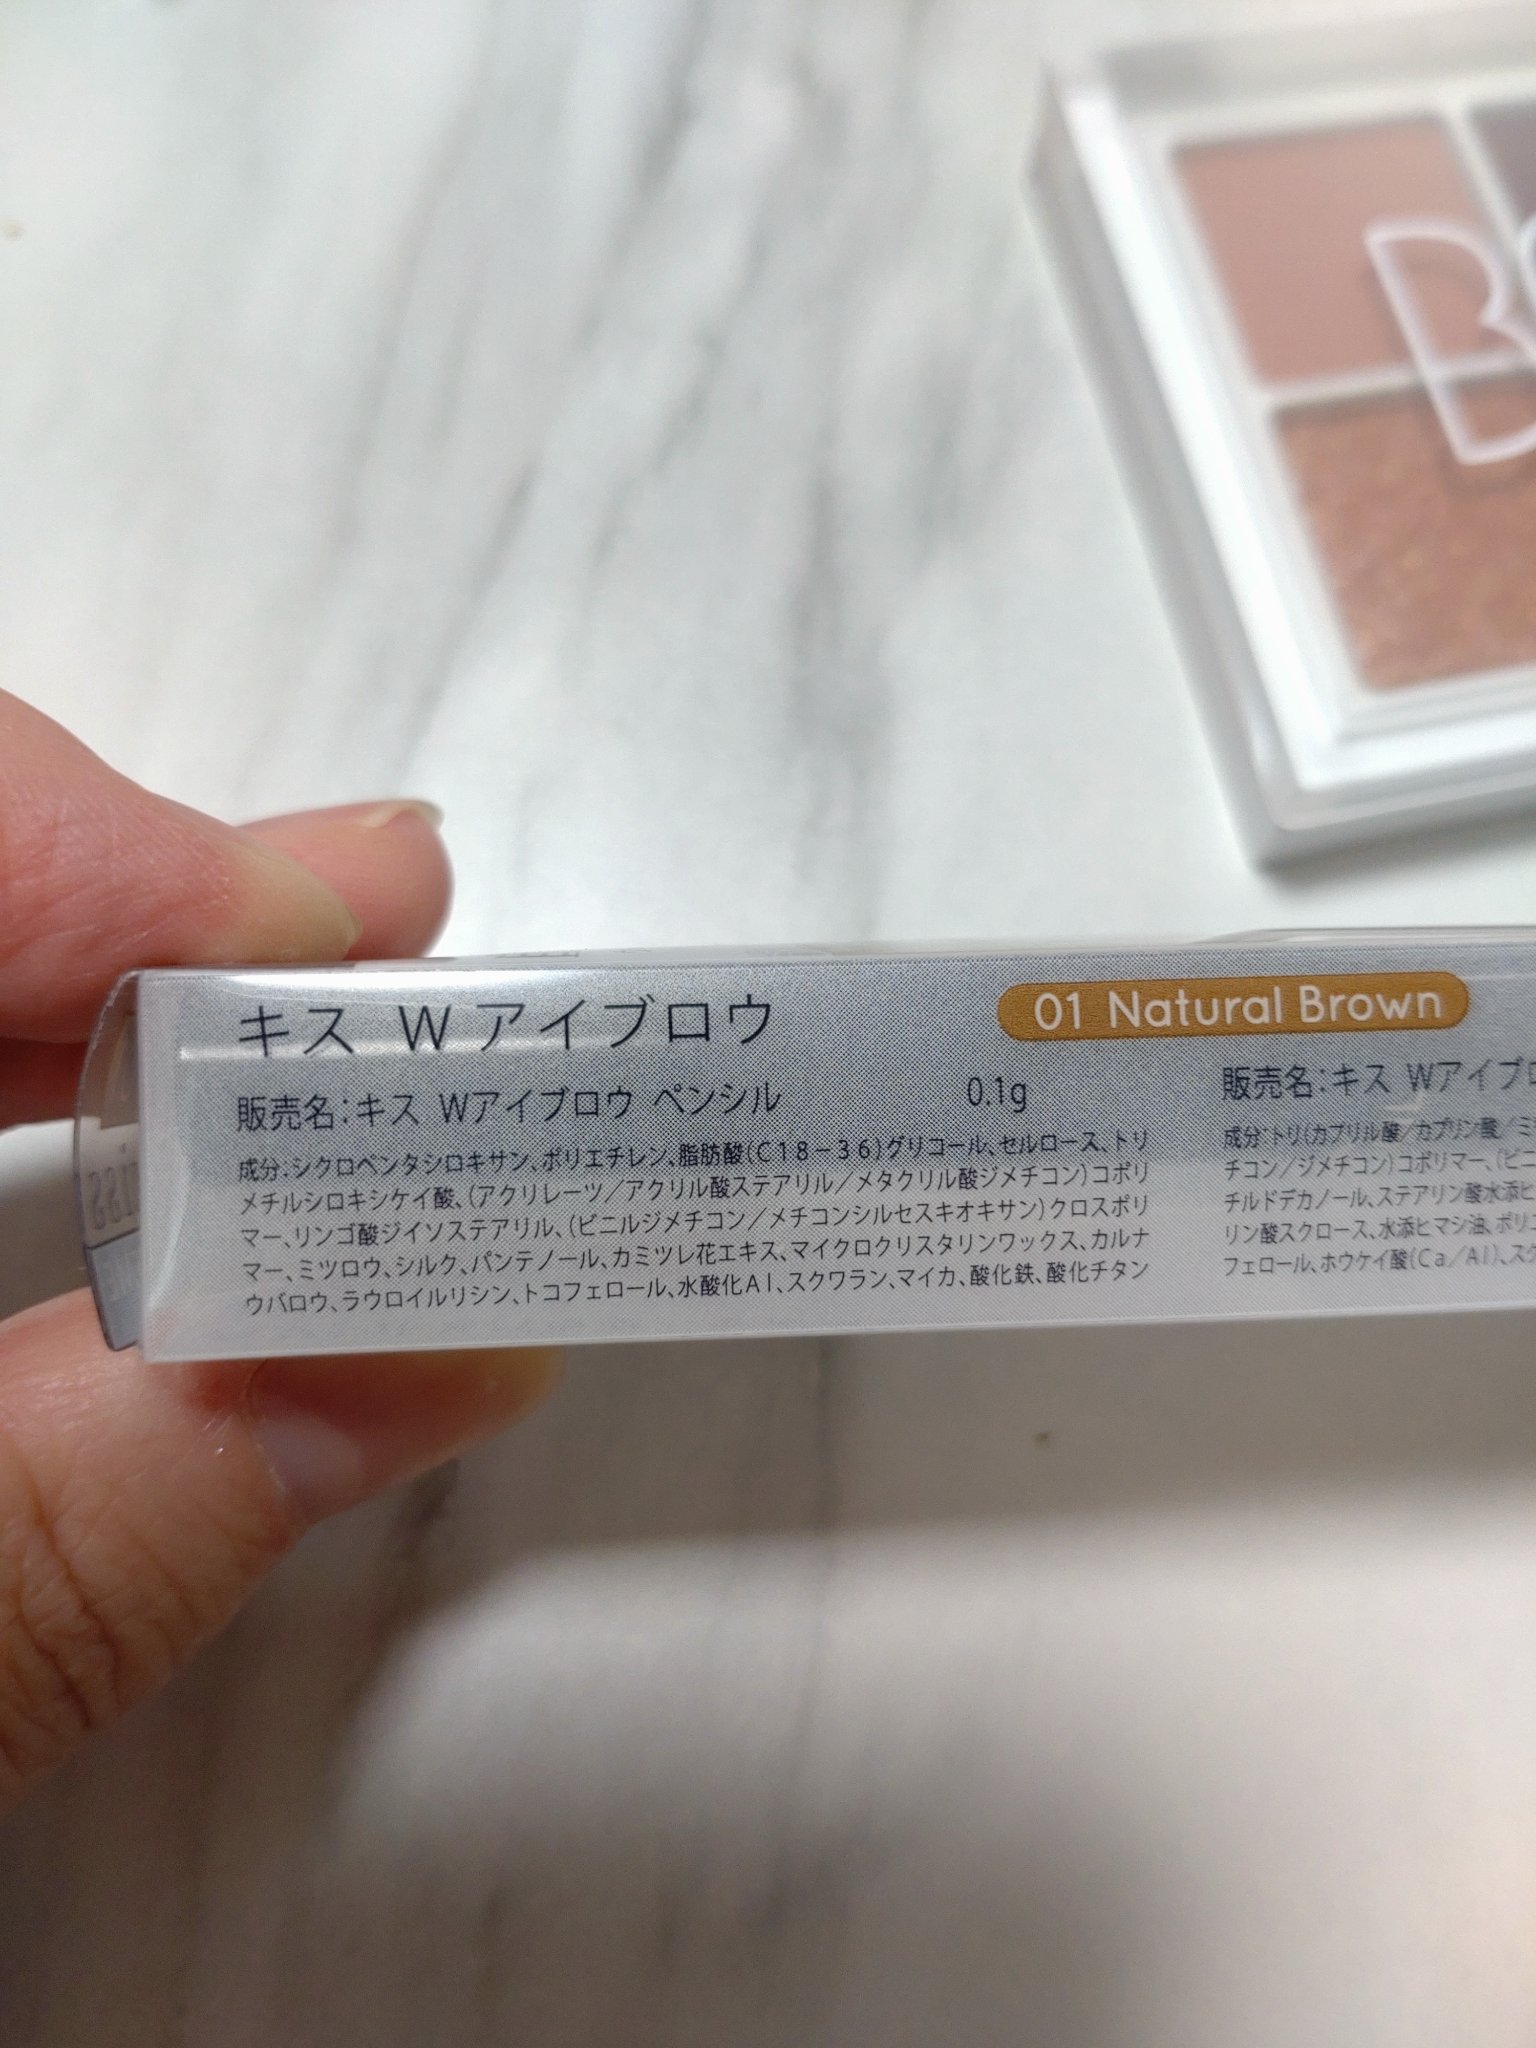 キス Wアイブロウ
01 Natural Brown
販売名：キス Wアイブロウ ペンシル 0.1g
成分：シクロペンタシロキサン、ポリエチレン、脂肪酸(C18-36)グリコール、セルロース、トリ
メチルシロキシケイ酸、(アクリレーツ／アクリル酸ステアリル／メタクリル酸ジメチコン)コポリ
マー、リンゴ酸ジイソステアリル、(ビニルジメチコン／メチコンシルセスキオキサン)クロスポリ
マー、ミツロウ、シルク、パンテノール、カミツレ花エキス、マイクロクリスタリンワックス、カルナ
ウバロウ、ラウロイルリシン、トコフェロール、水酸化Al、スクワラン、マイカ、酸化鉄、酸化チタン
販売名：キス Wアイブロ
成分：トリ(カプリル酸／カプリン酸／ミ
チコン／ジメチコン)コポリマー、(ビニ
チルドデカノール、ステアリン酸水添ヒ
リン酸スクロース、水添ヒマシ油、ポリ
フェロール、ホウケイ酸(Ca／Al)、スク